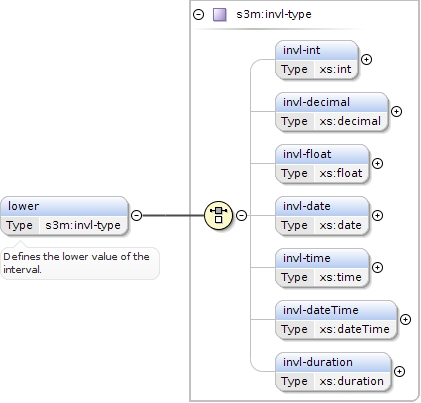 s3m:invl-type
invl-int
Type xs:int
invl-decimal
Type xs:decimal
invl-float
Type xs:float
lower
Type s3m:invl-type
Defines the lower value of the
interval.
invl-date
Type xs:date
invl-time
Type xs:time
invl-dateTime
Type xs:dateTime
invl-duration
Type xs:duration